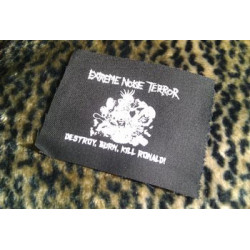 EXTREME NOISE TERROR
DESTROY, BURN, KILL RONALD!